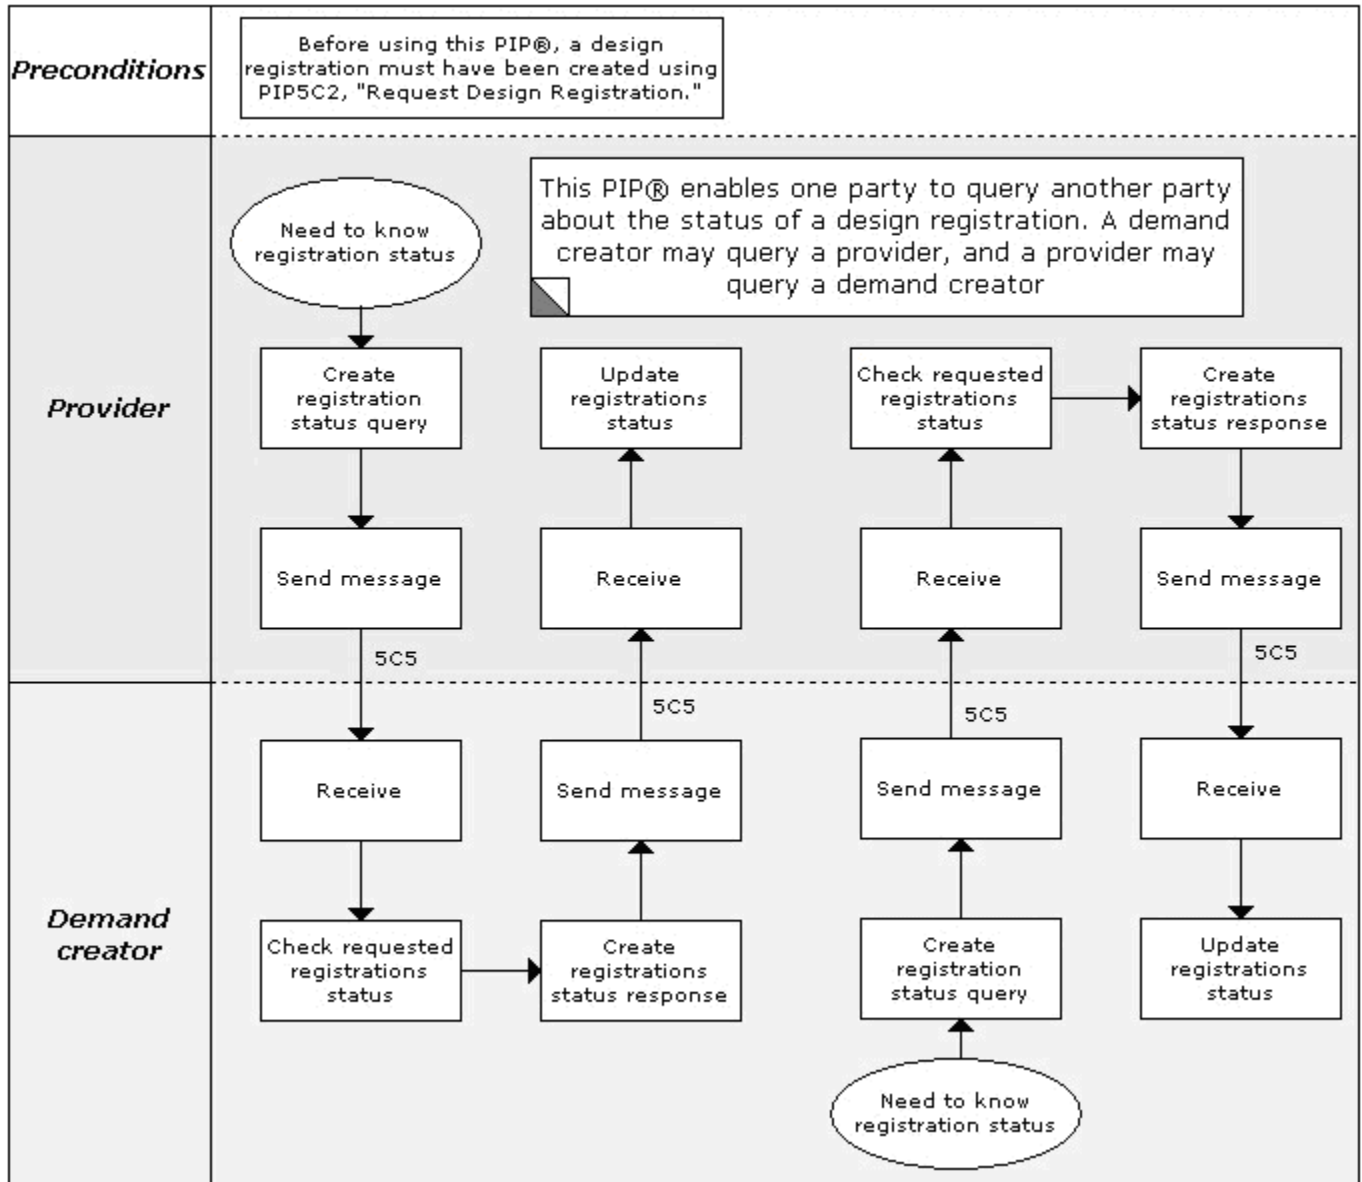 Preconditions
Before using this PIP®, a design
registration must have been created using
PIP5C2, "Request Design Registration."
Provider
Need to know
registration status
This PIP® enables one party to query another party
about the status of a design registration. A demand
creator may query a provider, and a provider may
query a demand creator
Create
registration
status query
Update
registrations
status
Check requested
registrations
status
Create
registrations
status response
Send message
Receive
Receive
Send message
5C5
5C5
5C5
5C5
Demand
creator
Receive
Send message
Send message
Receive
Check requested
registrations
status
Create
registrations
status response
Create
registration
status query
Update
registrations
status
Need to know
registration status